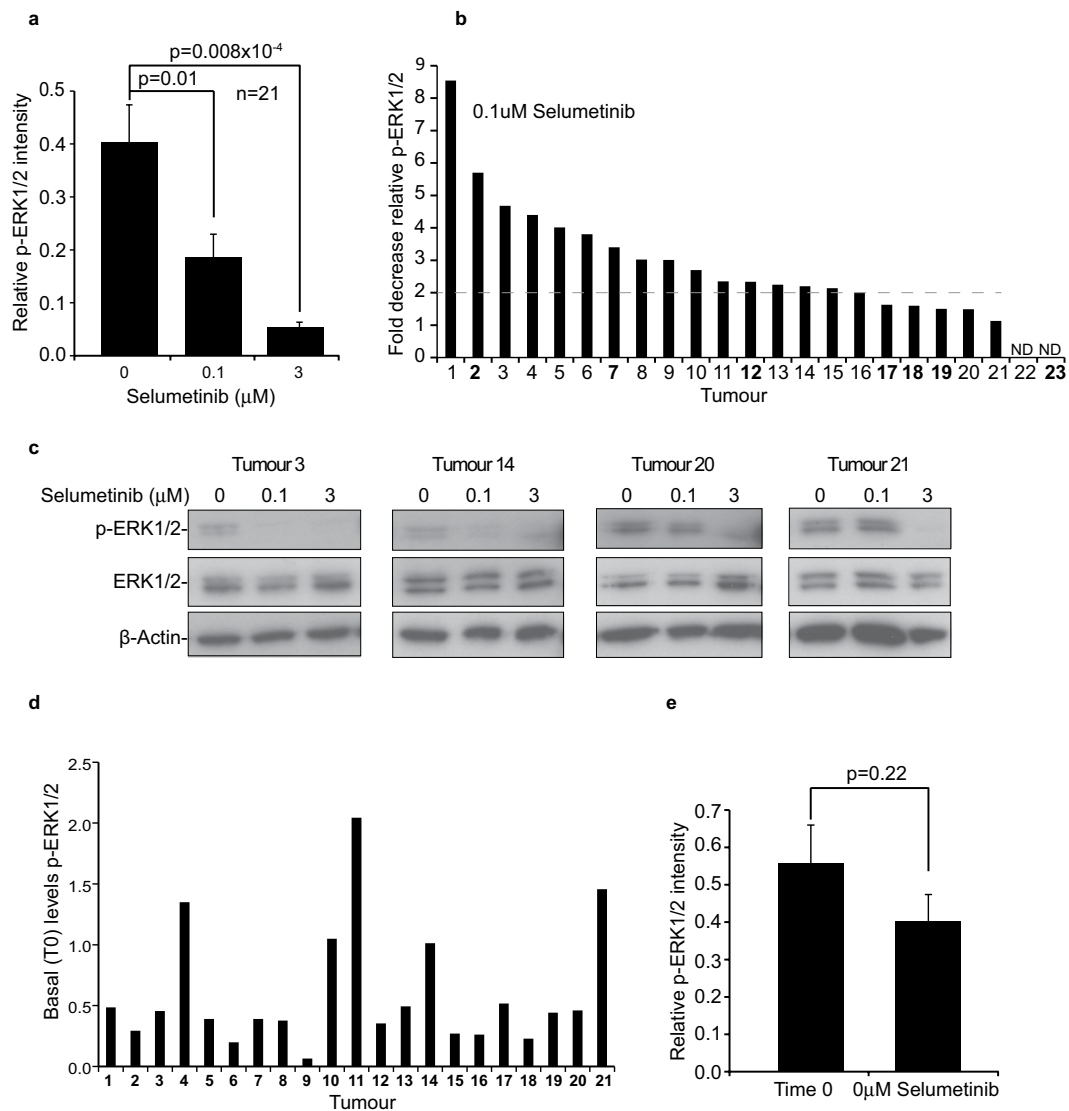 a
p=0.008x10-4
p=0.01
n=21
0.5
0.4
0.3
0.2
0.1
0.0
Relative p-ERK1/2 intensity
0 0.1 3
Selumetinib (μM)
b
9
8
7
6
5
4
3
2
1
0
Fold decrease relative p-ERK1/2
0.1uM Selumetinib
ND ND
1 2 3 4 5 6 7 8 9 10 11 12 13 14 15 16 17 18 19 20 21 22 23
Tumour
c
Tumour 3 Tumour 14 Tumour 20 Tumour 21
Selumetinib (μM) 0 0.1 3 0 0.1 3 0 0.1 3 0 0.1 3
p-ERK1/2-
ERK1/2-
β-Actin-
d
2.5
2.0
1.5
1.0
0.5
0.0
Basal (T0) levels p-ERK1/2
1 2 3 4 5 6 7 8 9 10 11 12 13 14 15 16 17 18 19 20 21
Tumour
e
p=0.22
0.7
0.6
0.5
0.4
0.3
0.2
0.1
0.0
Relative p-ERK1/2 intensity
Time 0 0μM Selumetinib